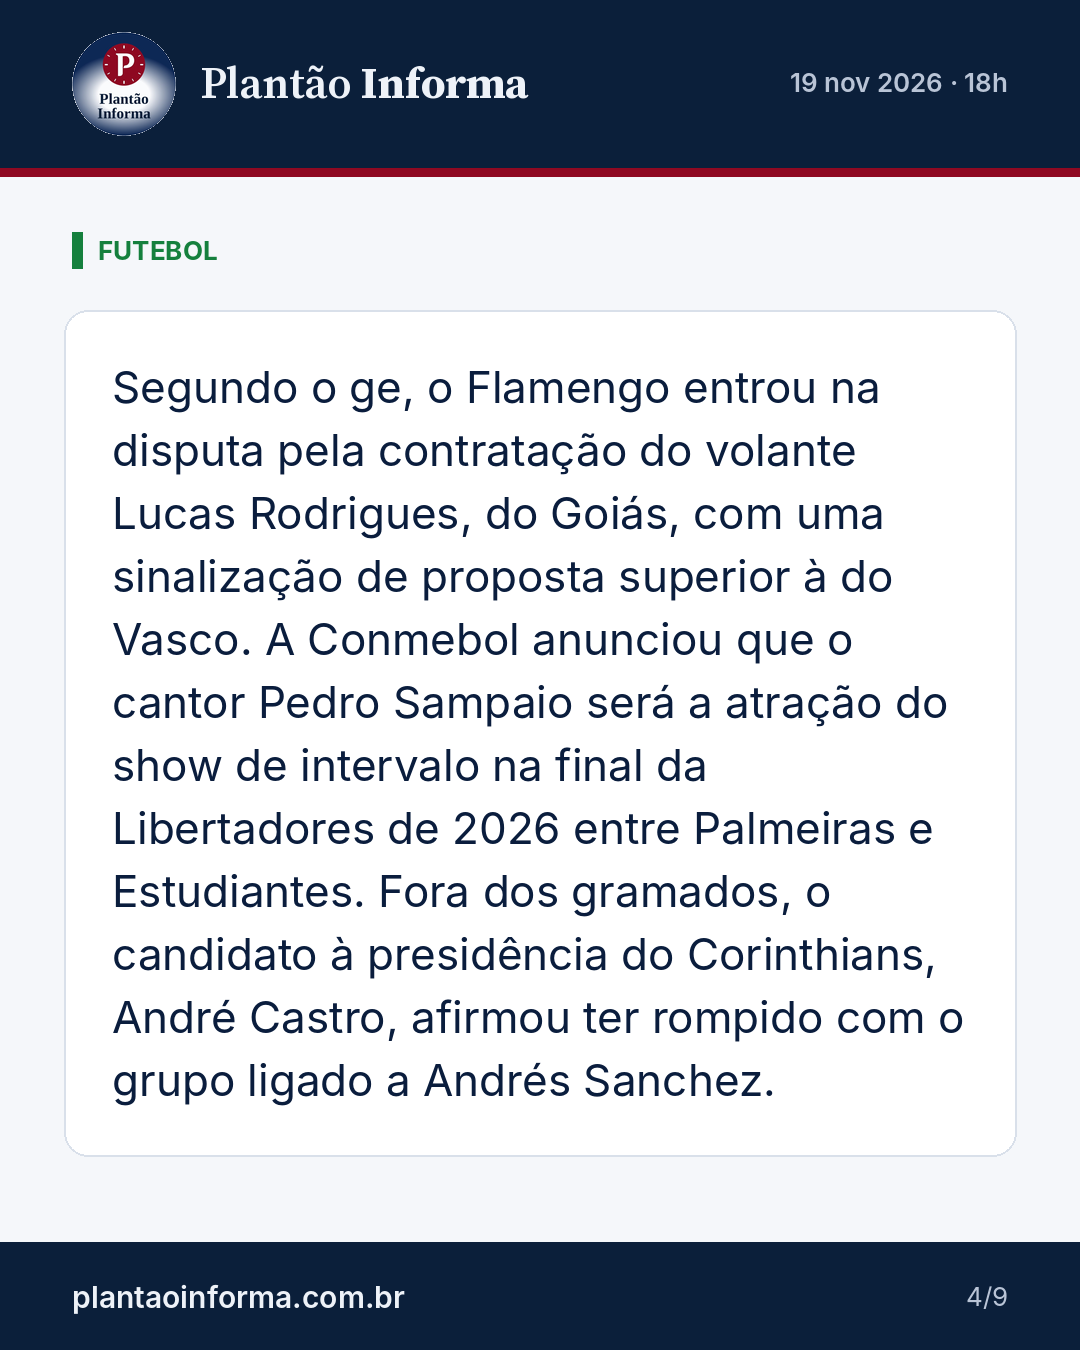 P
Plantão
Informa
Plantão Informa
19 nov 2026 · 18h
FUTEBOL
Segundo o ge, o Flamengo entrou na
disputa pela contratação do volante
Lucas Rodrigues, do Goiás, com uma
sinalização de proposta superior à do
Vasco. A Conmebol anunciou que o
cantor Pedro Sampaio será a atração do
show de intervalo na final da
Libertadores de 2026 entre Palmeiras e
Estudiantes. Fora dos gramados, o
candidato à presidência do Corinthians,
André Castro, afirmou ter rompido com o
grupo ligado a Andrés Sanchez.
plantaoinforma.com.br
4/9